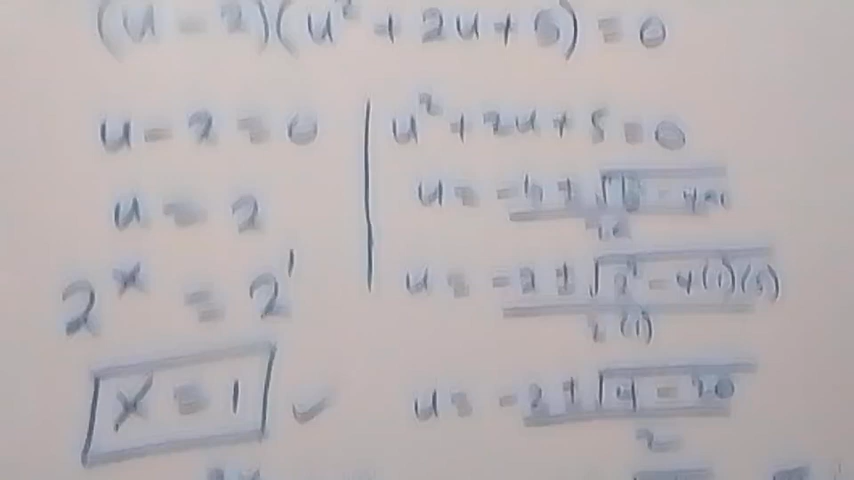 (u - 2)(u² + 2u + 5) = 0
u - 2 = 0
u = 2
2ˣ = 2¹
x = 1 ✓
u² + 2u + 5 = 0
u = (-b ± √(b² - 4ac)) / 2a
u = (-2 ± √(2² - 4(1)(5))) / 2(1)
u = (-2 ± √(4 - 20)) / 2